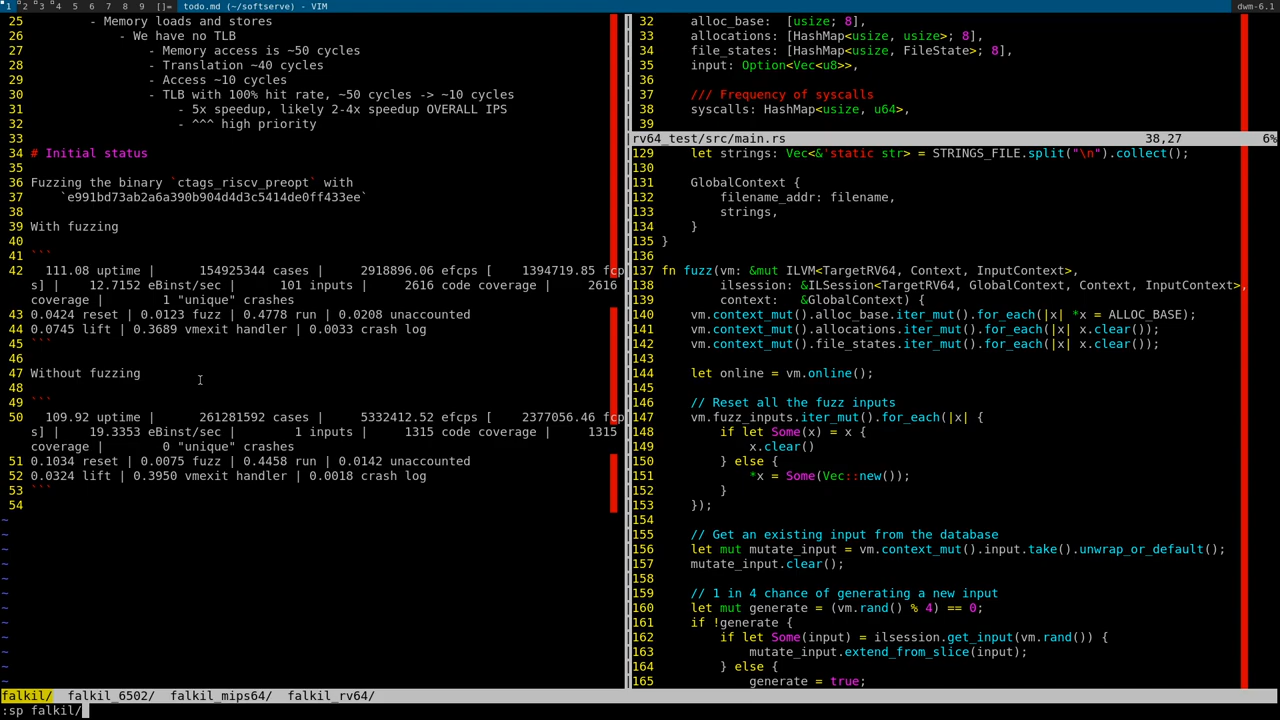 1 2 3 4 5 6 7 8 9 []= todo.md (~/softserve) - VIM dwm-6.1
25 - Memory loads and stores
26 - We have no TLB
27 - Memory access is ~50 cycles
28 - Translation ~40 cycles
29 - Access ~10 cycles
30 - TLB with 100% hit rate, ~50 cycles -> ~10 cycles
31 - 5x speedup, likely 2-4x speedup OVERALL IPS
32 - ^^^ high priority
33
34 # Initial status
35
36 Fuzzing the binary `ctags_riscv_preopt` with
37 `e991bd73ab2a6a390b904d4d3c5414de0ff433ee`
38
39 With fuzzing
40
41 ```
42 111.08 uptime | 154925344 cases | 2918896.06 efcps [ 1394719.85 fcp
s] | 12.7152 eBinst/sec | 101 inputs | 2616 code coverage | 2616
coverage | 1 "unique" crashes
43 0.0424 reset | 0.0123 fuzz | 0.4778 run | 0.0208 unaccounted
44 0.0745 lift | 0.3689 vmexit handler | 0.0033 crash log
45 ```
46
47 Without fuzzing
48
49 ```
50 109.92 uptime | 261281592 cases | 5332412.52 efcps [ 2377056.46 fcp
s] | 19.3353 eBinst/sec | 1 inputs | 1315 code coverage | 1315
coverage | 0 "unique" crashes
51 0.1034 reset | 0.0075 fuzz | 0.4458 run | 0.0142 unaccounted
52 0.0324 lift | 0.3950 vmexit handler | 0.0018 crash log
53 ```
54
~
~
~
~
~
~
~
~
~
~
~
~
32 alloc_base: [usize; 8],
33 allocations: [HashMap<usize, usize>; 8],
34 file_states: [HashMap<usize, FileState>; 8],
35 input: Option<Vec<u8>>,
36
37 /// Frequency of syscalls
38 syscalls: HashMap<usize, u64>,
39
rv64_test/src/main.rs 38,27 6%
129 let strings: Vec<&'static str> = STRINGS_FILE.split("\n").collect();
130
131 GlobalContext {
132 filename_addr: filename,
133 strings,
134 }
135 }
136
137 fn fuzz(vm: &mut ILVM<TargetRV64, Context, InputContext>,
138 ilsession: &ILSession<TargetRV64, GlobalContext, Context, InputContext>,
139 context: &GlobalContext) {
140 vm.context_mut().alloc_base.iter_mut().for_each(|x| *x = ALLOC_BASE);
141 vm.context_mut().allocations.iter_mut().for_each(|x| x.clear());
142 vm.context_mut().file_states.iter_mut().for_each(|x| x.clear());
143
144 let online = vm.online();
145
146 // Reset all the fuzz inputs
147 vm.fuzz_inputs.iter_mut().for_each(|x| {
148 if let Some(x) = x {
149 x.clear()
150 } else {
151 *x = Some(Vec::new());
152 }
153 });
154
155 // Get an existing input from the database
156 let mut mutate_input = vm.context_mut().input.take().unwrap_or_default();
157 mutate_input.clear();
158
159 // 1 in 4 chance of generating a new input
160 let mut generate = (vm.rand() % 4) == 0;
161 if !generate {
162 if let Some(input) = ilsession.get_input(vm.rand()) {
163 mutate_input.extend_from_slice(input);
164 } else {
165 generate = true;
falkil/ falkil_6502/ falkil_mips64/ falkil_rv64/
:sp falkil/